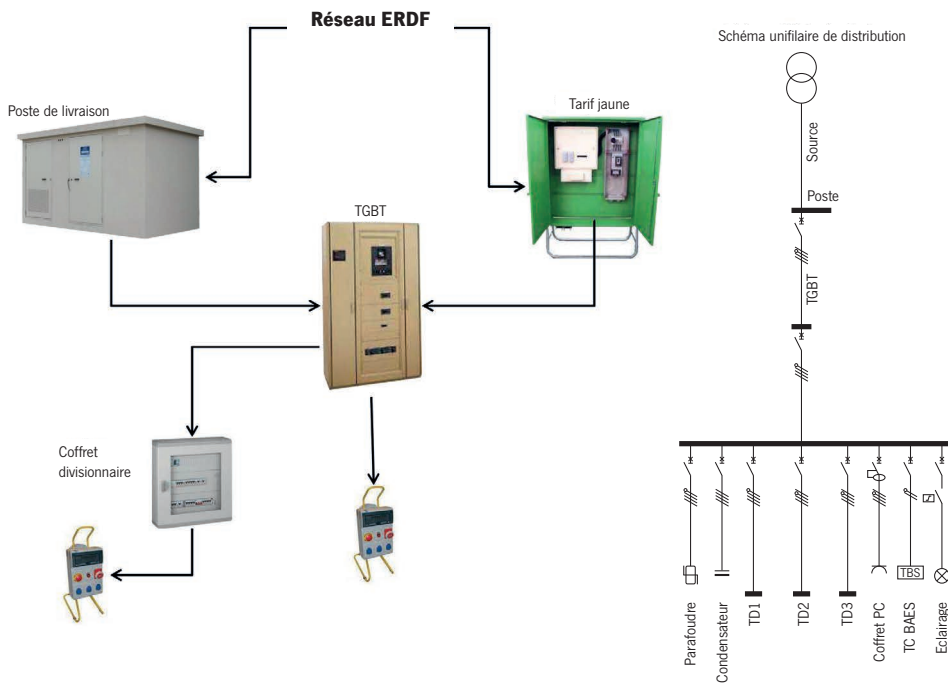 Réseau ERDF
Schéma unifilaire de distribution
Poste de livraison
Tarif jaune
Source
Poste
TGBT
TGBT
Coffret
divisionnaire
TBS
Parafoudre
Condensateur
TD1
TD2
TD3
Coffret PC
TC BAES
Eclairage